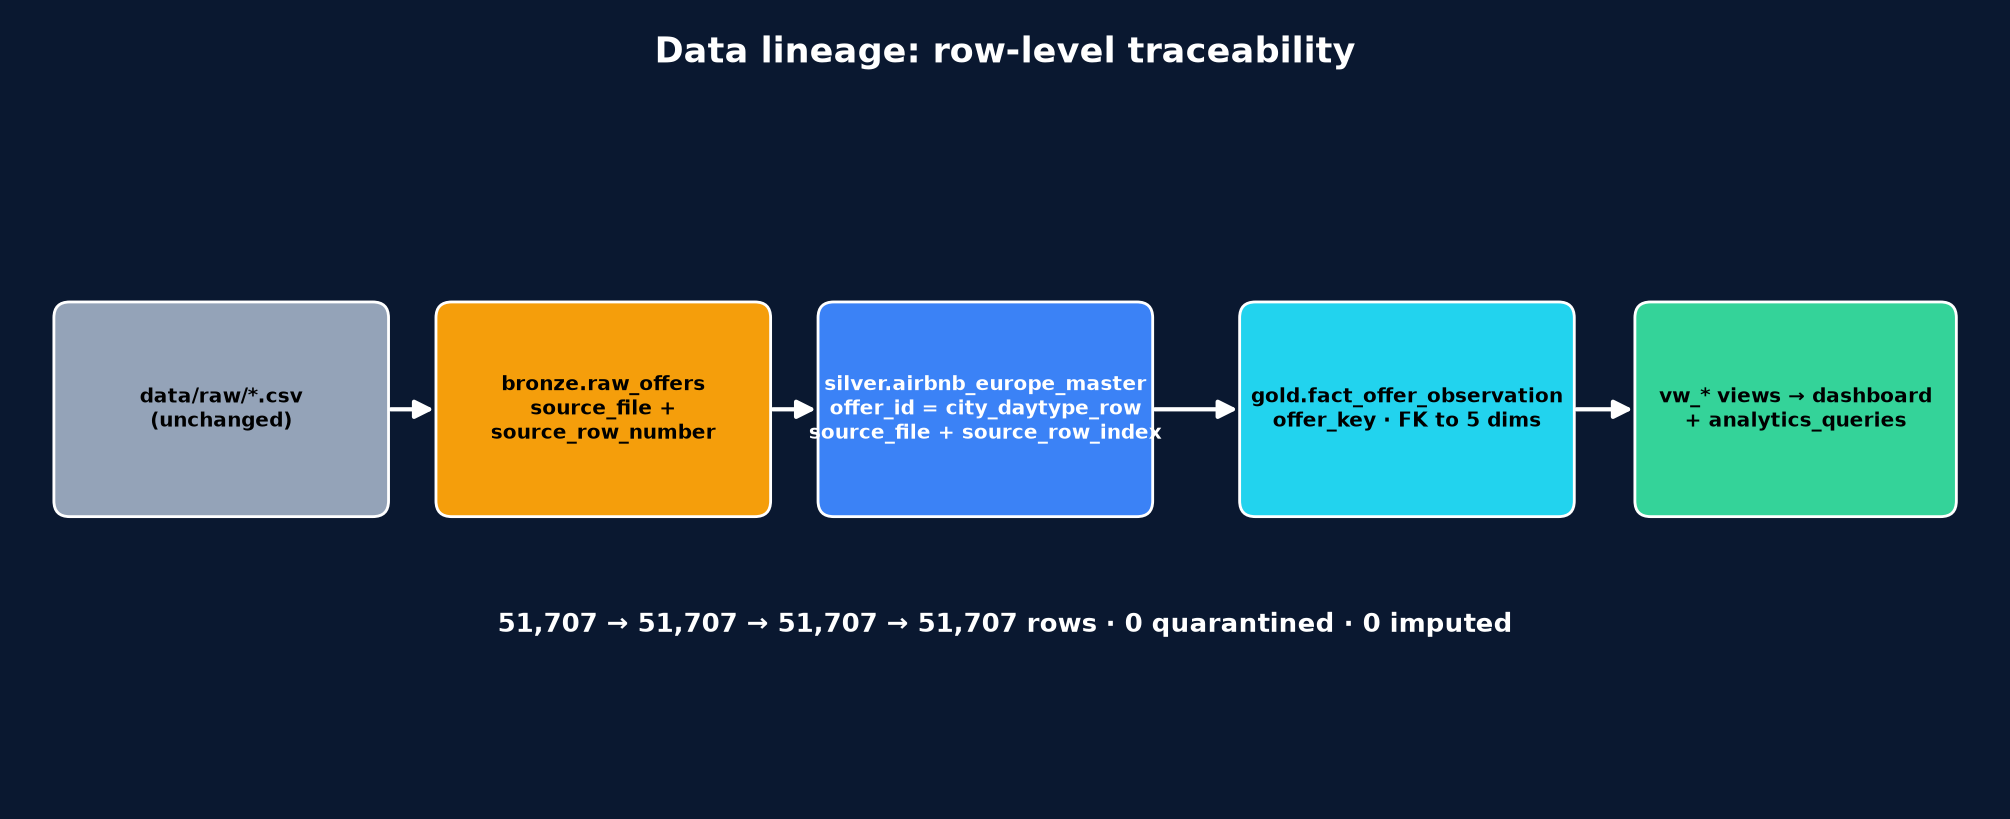 Data lineage: row-level traceability
data/raw/*.csv
(unchanged)
bronze.raw_offers
source_file +
source_row_number
silver.airbnb_europe_master
offer_id = city_daytype_row
source_file + source_row_index
gold.fact_offer_observation
offer_key · FK to 5 dims
vw_* views → dashboard
+ analytics_queries
51,707 → 51,707 → 51,707 → 51,707 rows · 0 quarantined · 0 imputed